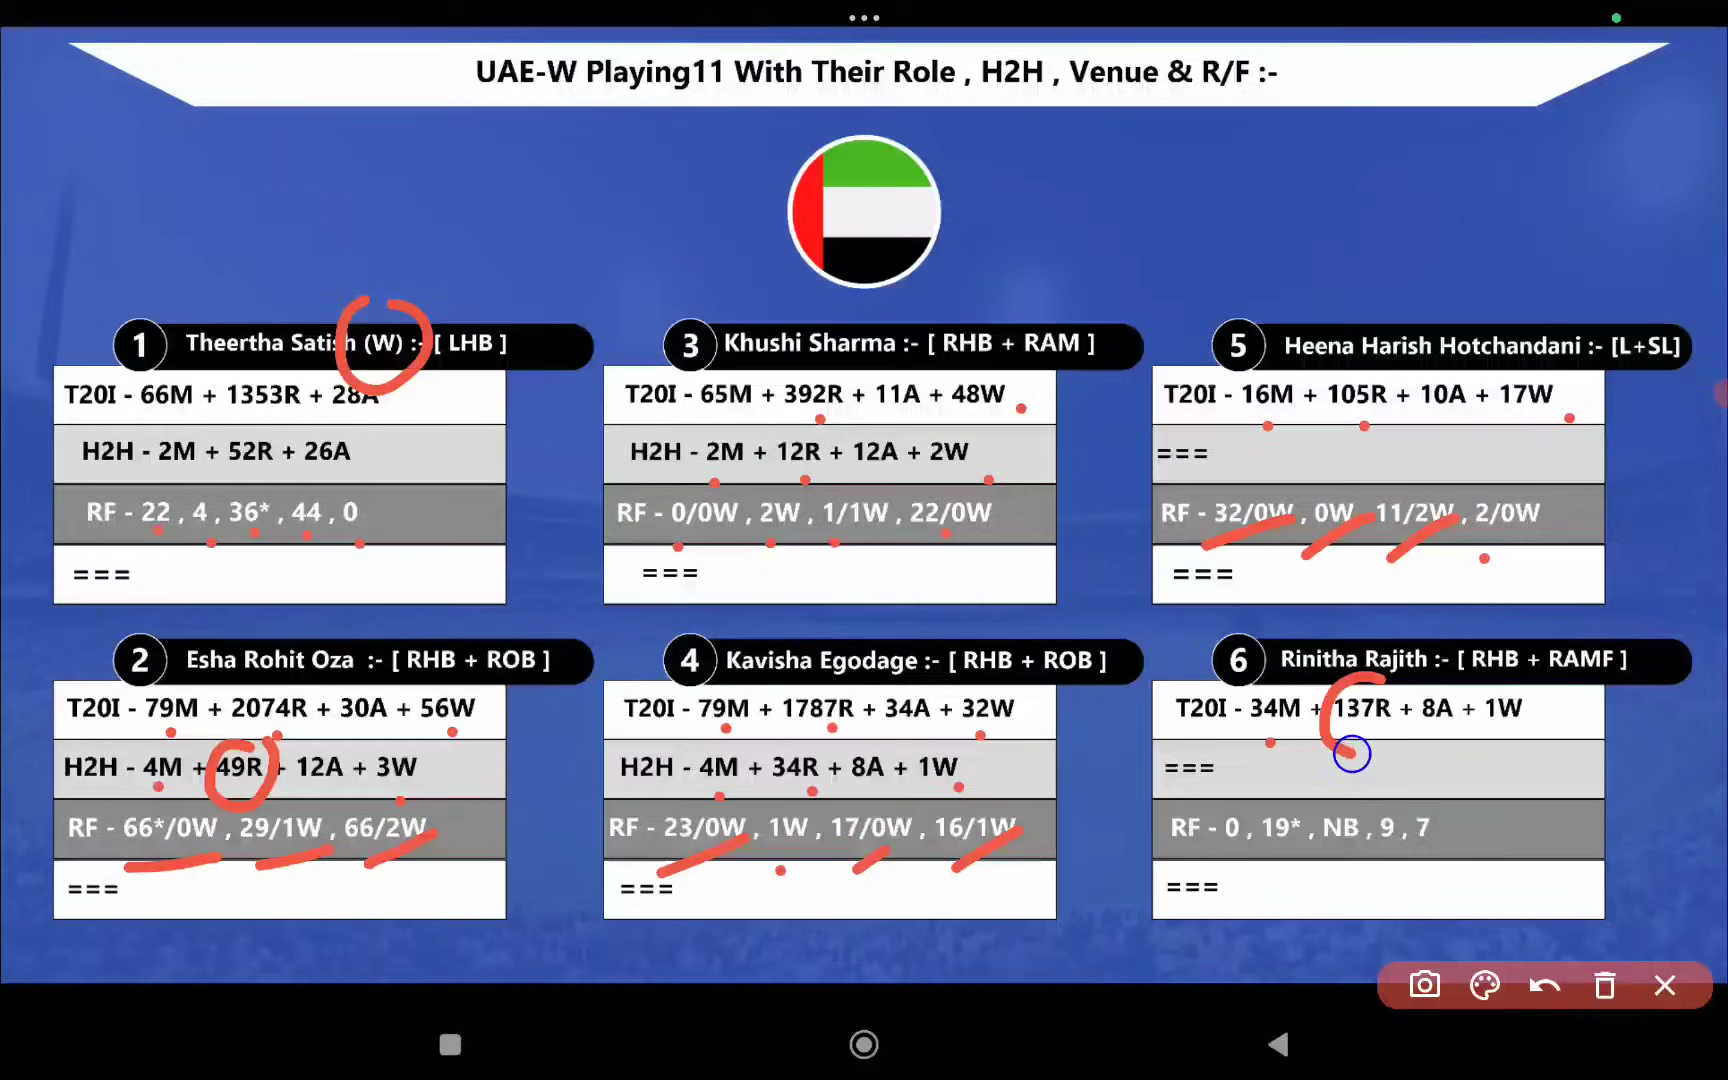 UAE-W Playing11 With Their Role , H2H , Venue & R/F :-
1 Theertha Satish (W) :- [ LHB ]
T20I - 66M + 1353R + 28A
H2H - 2M + 52R + 26A
RF - 22 , 4 , 36* , 44 , 0
===
2 Esha Rohit Oza :- [ RHB + ROB ]
T20I - 79M + 2074R + 30A + 56W
H2H - 4M + 49R + 12A + 3W
RF - 66*/0W , 29/1W , 66/2W
===
3 Khushi Sharma :- [ RHB + RAM ]
T20I - 65M + 392R + 11A + 48W
H2H - 2M + 12R + 12A + 2W
RF - 0/0W , 2W , 1/1W , 22/0W
===
4 Kavisha Egodage :- [ RHB + ROB ]
T20I - 79M + 1787R + 34A + 32W
H2H - 4M + 34R + 8A + 1W
RF - 23/0W , 1W , 17/0W , 16/1W
===
5 Heena Harish Hotchandani :- [L+SL]
T20I - 16M + 105R + 10A + 17W
===
RF - 32/0W , 0W , 11/2W , 2/0W
===
6 Rinitha Rajith :- [ RHB + RAMF ]
T20I - 34M + 137R + 8A + 1W
===
RF - 0 , 19* , NB , 9 , 7
===